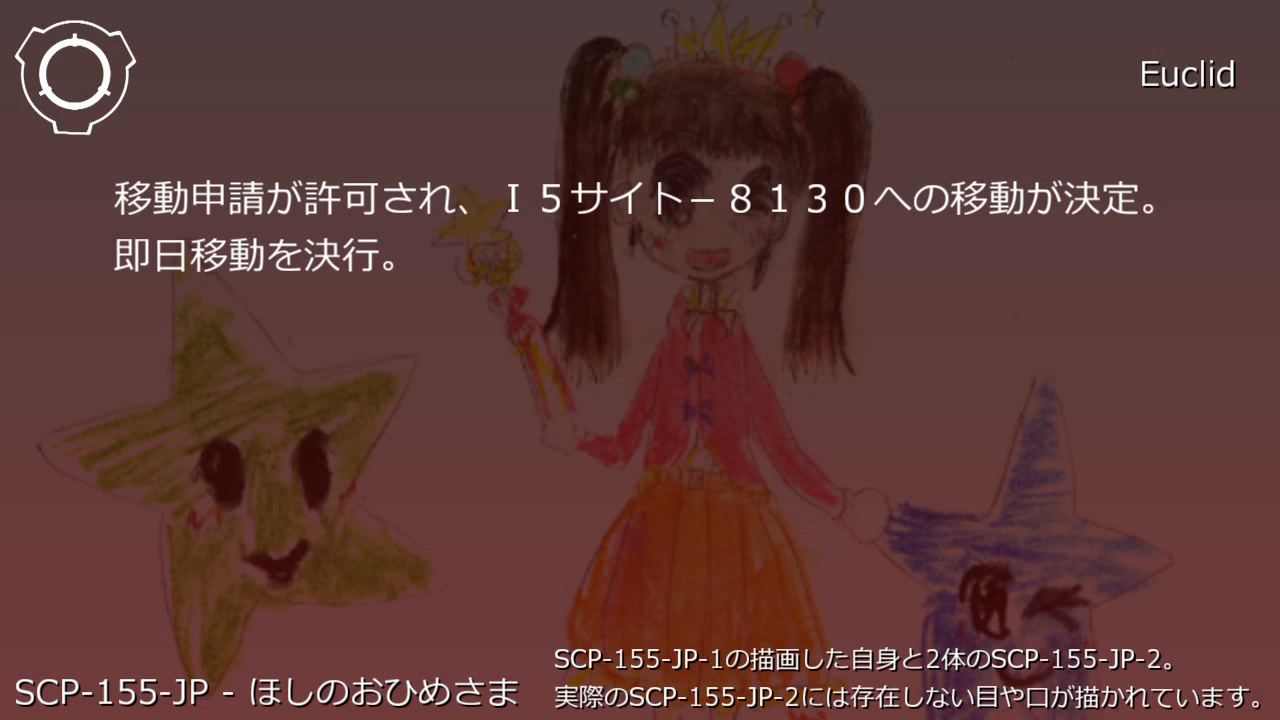 Euclid
移動申請が許可され、Ｉ５サイト－８１３０への移動が決定。
即日移動を決行。
SCP-155-JP-1の描画した自身と2体のSCP-155-JP-2。
実際のSCP-155-JP-2には存在しない目や口が描かれています。
SCP-155-JP - ほしのおひめさま